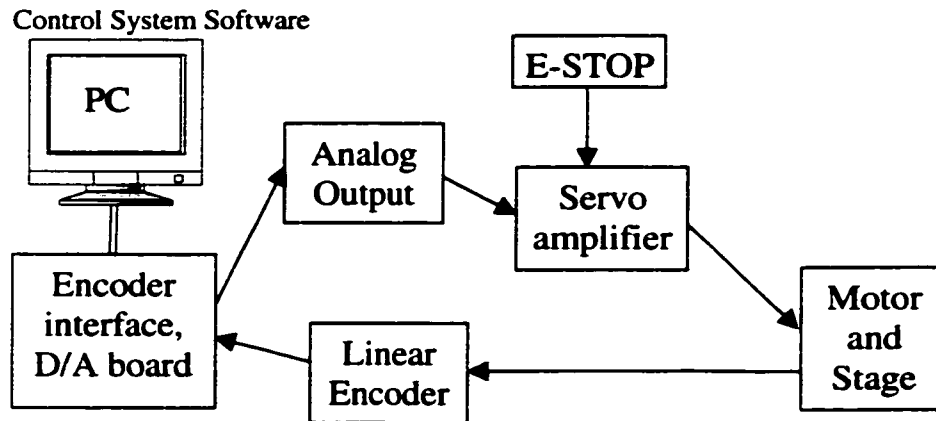 Control System Software
PC
E-STOP
Analog
Output
Servo
amplifier
Encoder
interface,
D/A board
Linear
Encoder
Motor
and
Stage